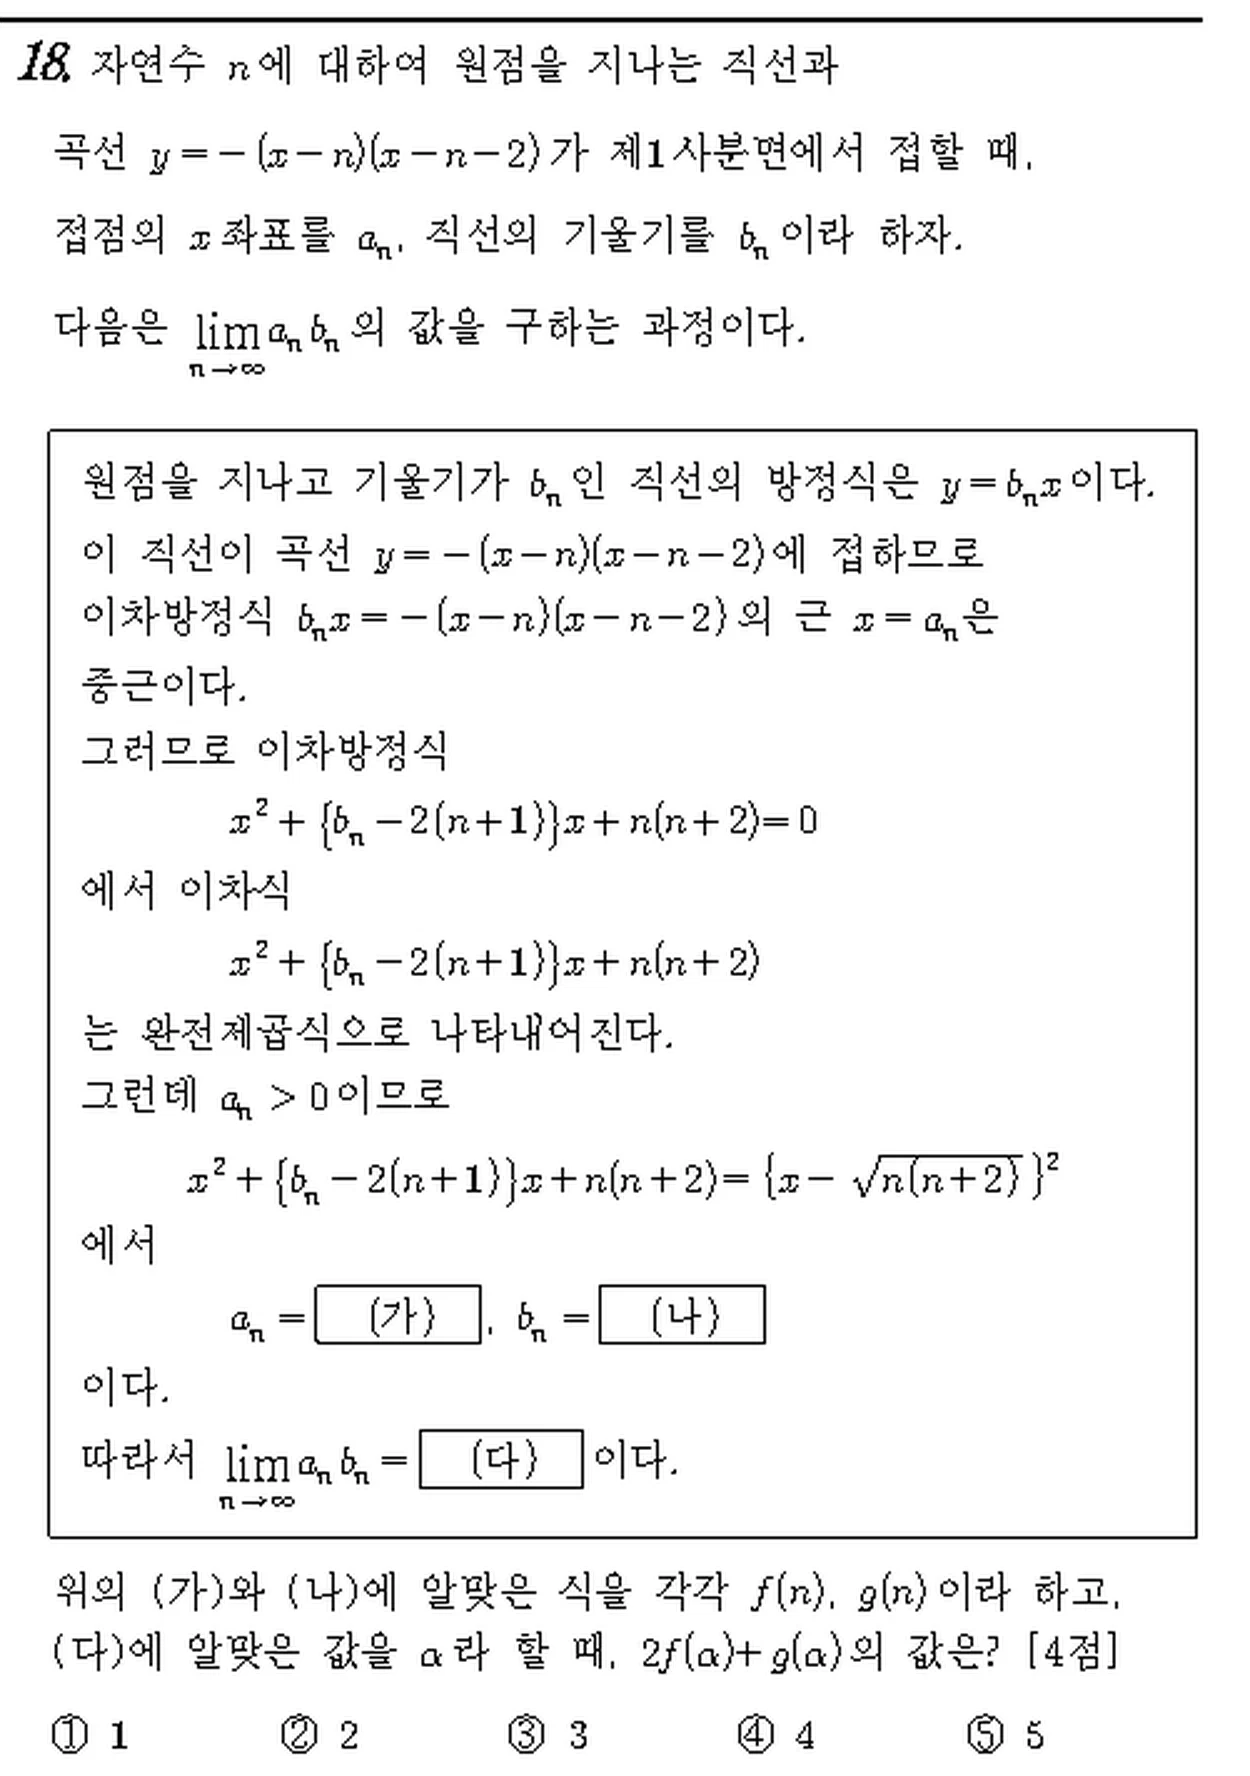 18. 자연수 n에 대하여 원점을 지나는 직선과
곡선 y=-(x-n)(x-n-2)가 제1사분면에서 접할 때,
접점의 x좌표를 aₙ, 직선의 기울기를 bₙ이라 하자.
다음은 lim aₙbₙ의 값을 구하는 과정이다.
n→∞
원점을 지나고 기울기가 bₙ인 직선의 방정식은 y=bₙx이다.
이 직선이 곡선 y=-(x-n)(x-n-2)에 접하므로
이차방정식 bₙx=-(x-n)(x-n-2)의 근 x=aₙ은
중근이다.
그러므로 이차방정식
x²+{bₙ-2(n+1)}x+n(n+2)=0
에서 이차식
x²+{bₙ-2(n+1)}x+n(n+2)
는 완전제곱식으로 나타내어진다.
그런데 aₙ>0이므로
x²+{bₙ-2(n+1)}x+n(n+2)={x-√n(n+2)}²
에서
aₙ= (가), bₙ= (나)
이다.
따라서 lim aₙbₙ= (다) 이다.
n→∞
위의 (가)와 (나)에 알맞은 식을 각각 f(n), g(n)이라 하고,
(다)에 알맞은 값을 α라 할 때, 2f(α)+g(α)의 값은? [4점]
① 1 ② 2 ③ 3 ④ 4 ⑤ 5